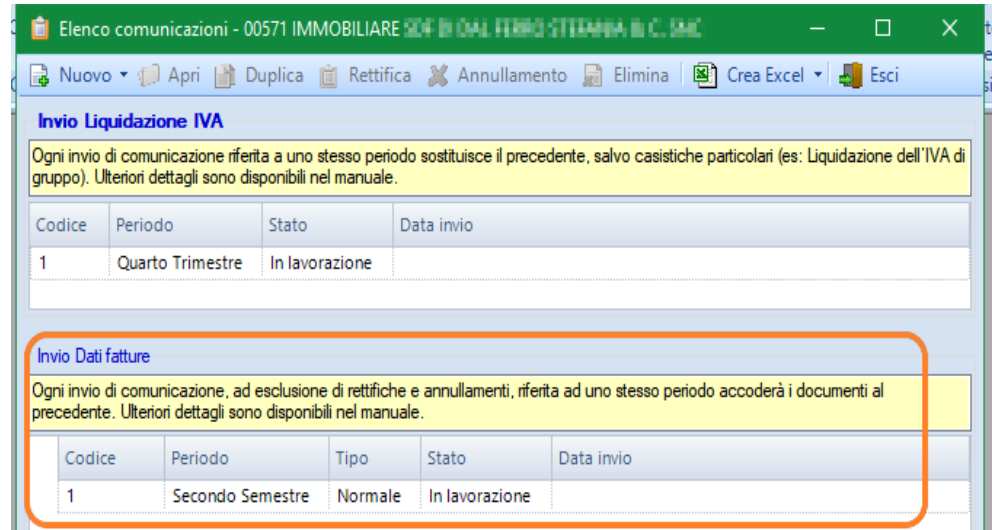 Elenco comunicazioni - 00571 IMMOBILIARE
Nuovo Apri Duplica Rettifica Annullamento Elimina Crea Excel Esci
Invio Liquidazione IVA
Ogni invio di comunicazione riferita a uno stesso periodo sostituisce il precedente, salvo casistiche particolari (es: Liquidazione dell'IVA di
gruppo). Ulteriori dettagli sono disponibili nel manuale.
Codice Periodo Stato Data invio
1 Quarto Trimestre In lavorazione
Invio Dati fatture
Ogni invio di comunicazione, ad esclusione di rettifiche e annullamenti, riferita ad uno stesso periodo accoderà i documenti al
precedente. Ulteriori dettagli sono disponibili nel manuale.
Codice Periodo Tipo Stato Data invio
1 Secondo Semestre Normale In lavorazione